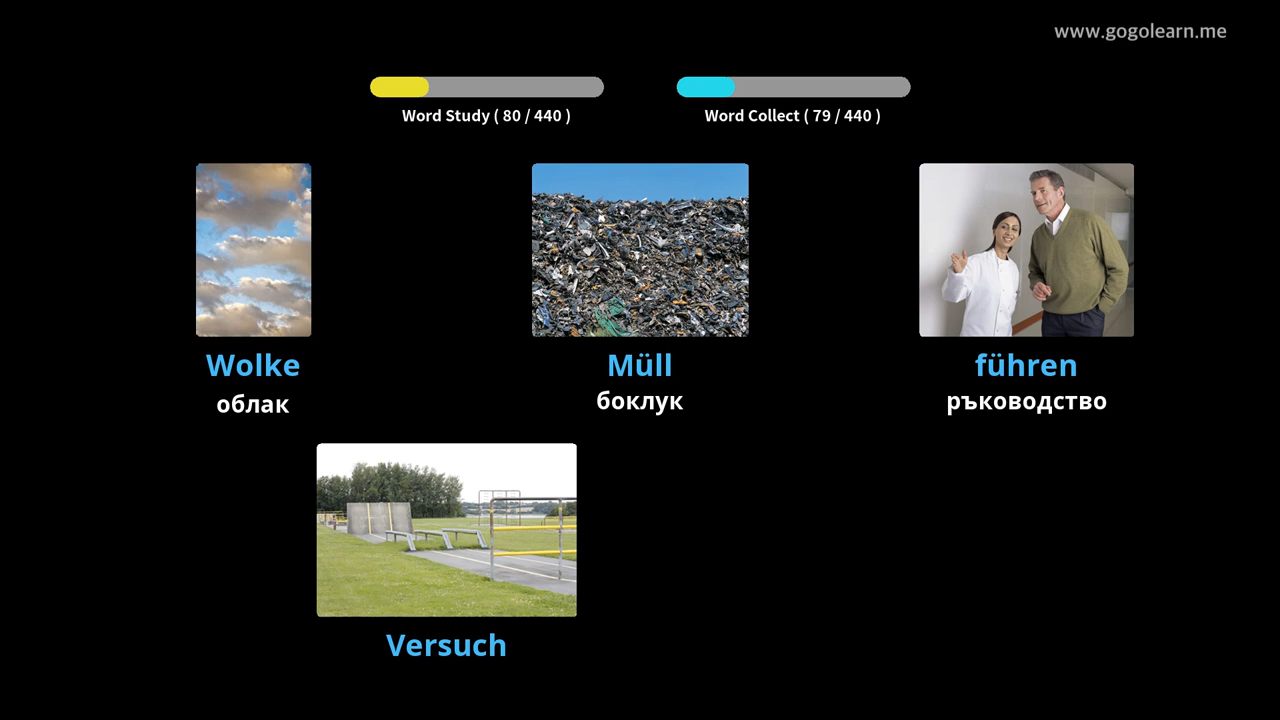 www.gogolearn.me
Word Study ( 80 / 440 )
Word Collect ( 79 / 440 )
Wolke
облак
Müll
боклук
führen
ръководство
Versuch